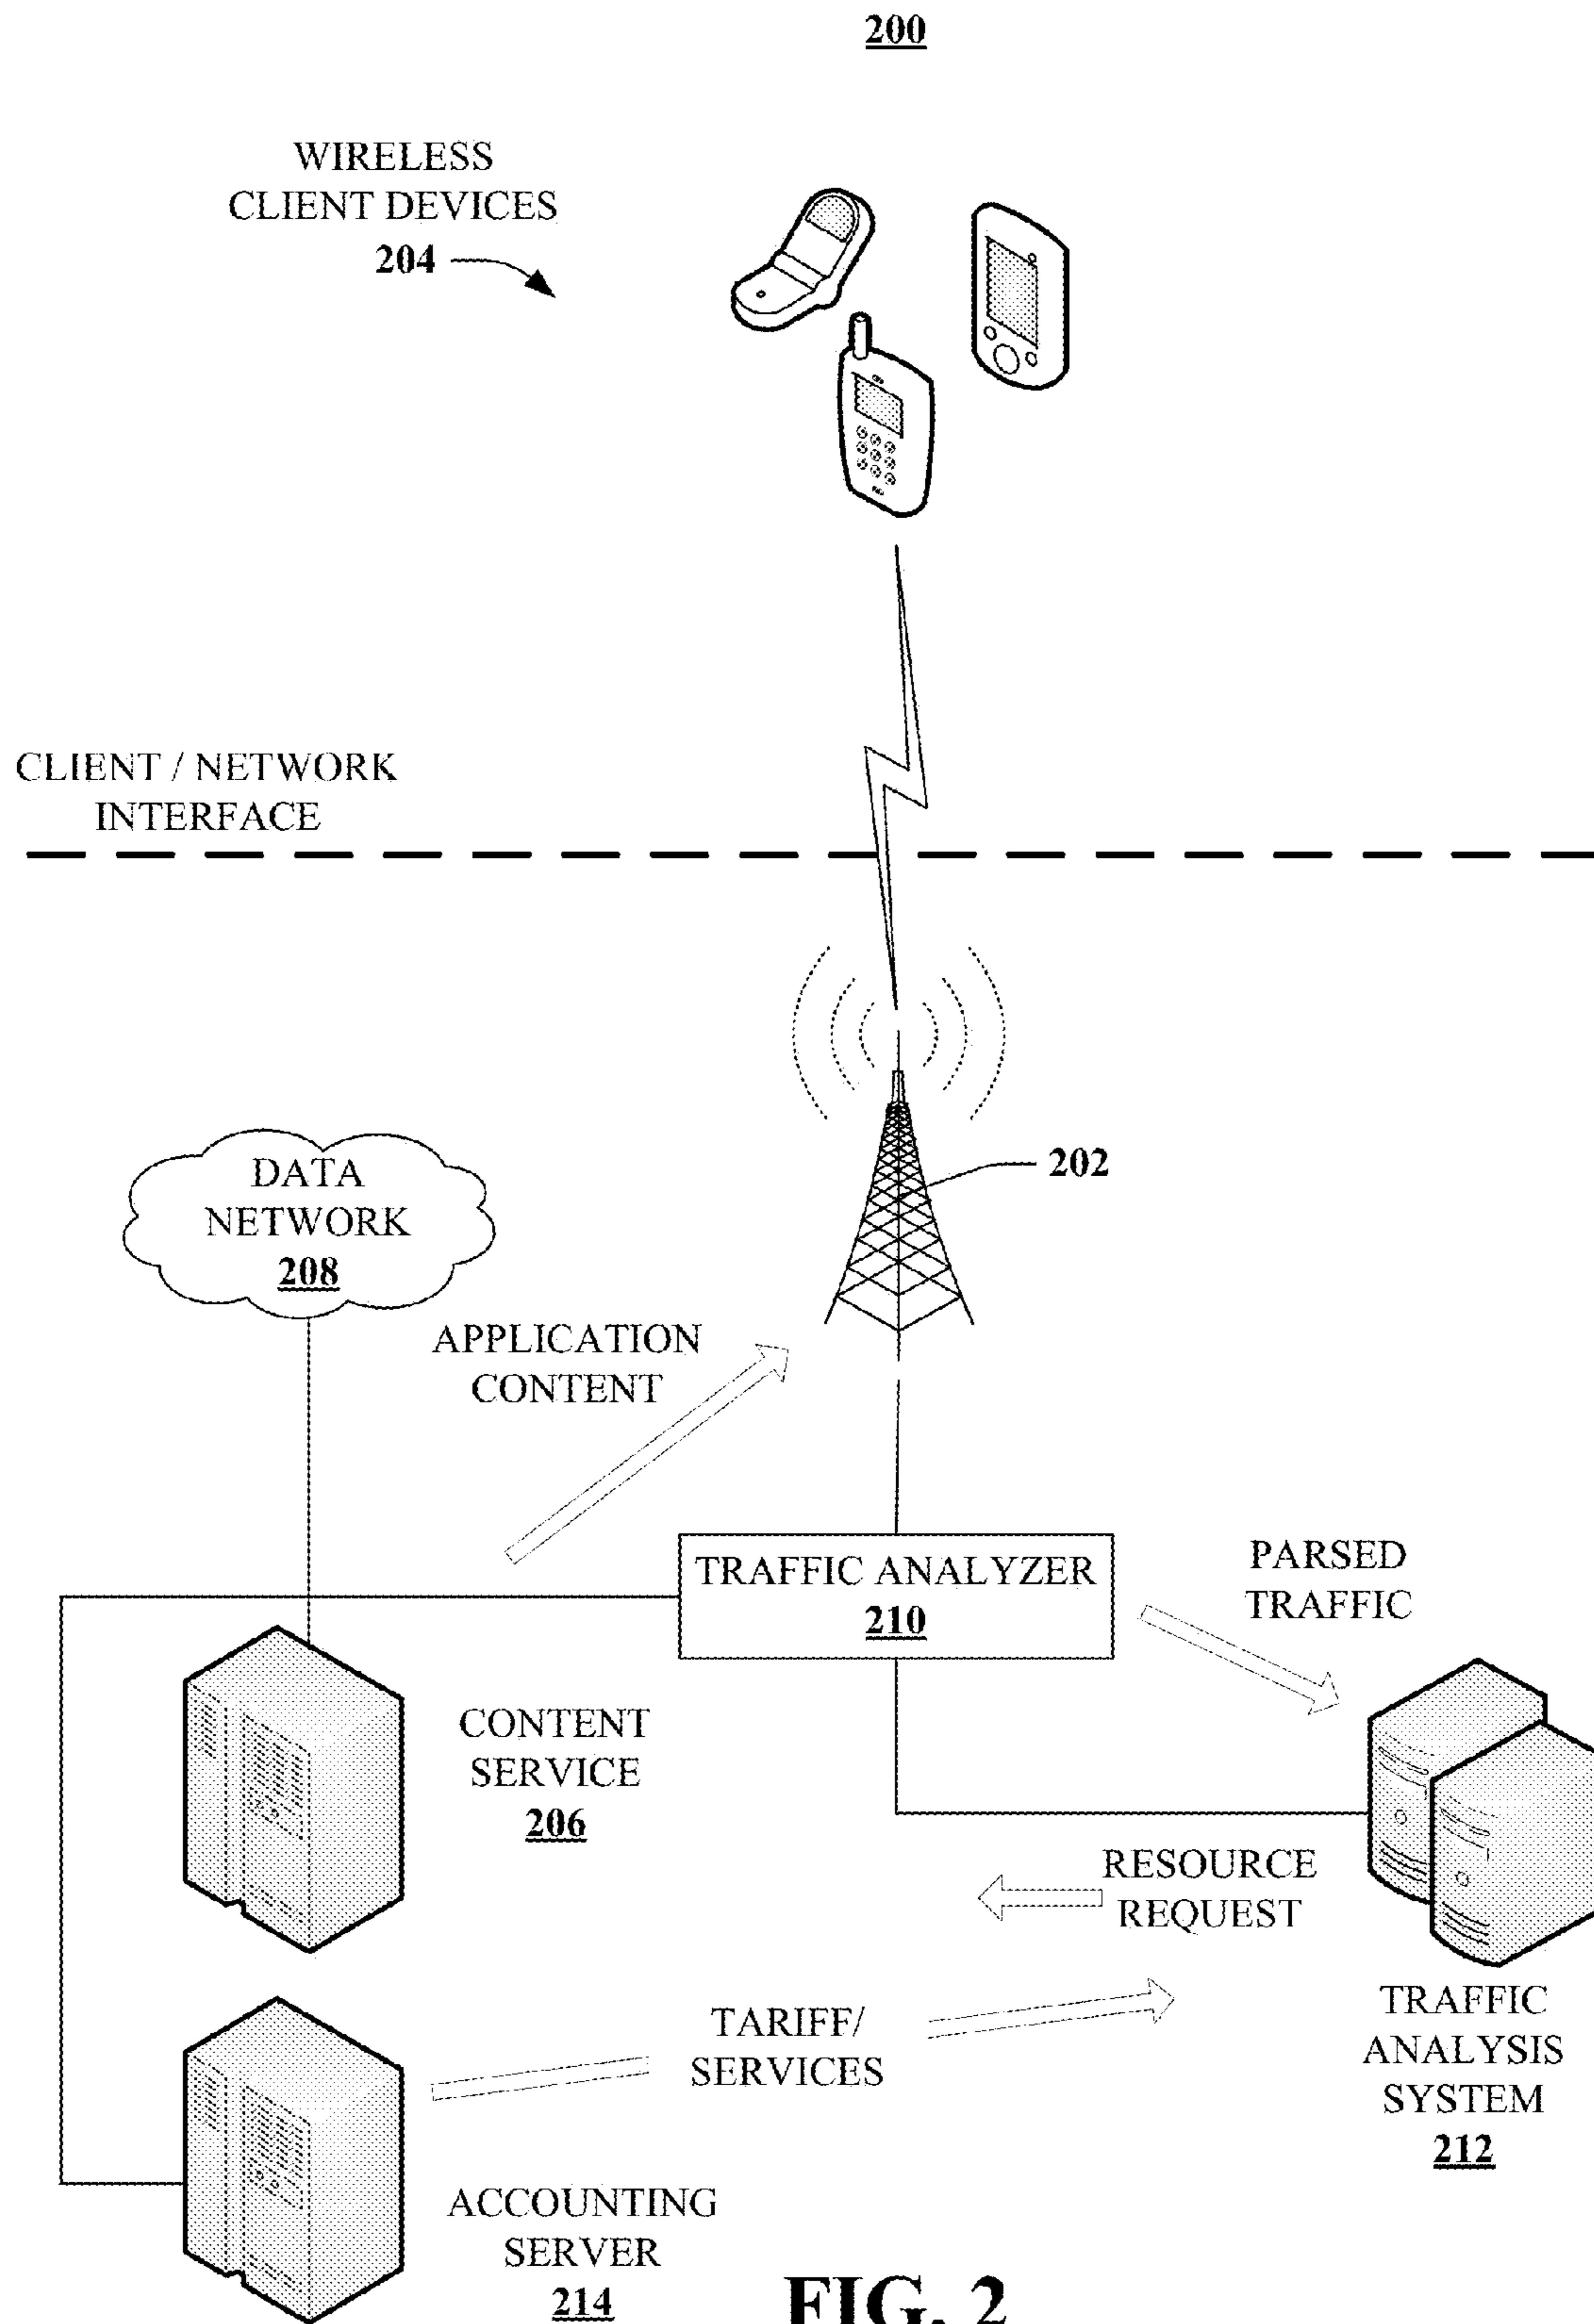 200
WIRELESS
CLIENT DEVICES
204
CLIENT / NETWORK
INTERFACE
202
DATA
NETWORK
208
APPLICATION
CONTENT
TRAFFIC ANALYZER
210
PARSED
TRAFFIC
CONTENT
SERVICE
206
RESOURCE
REQUEST
TARIFF/
SERVICES
TRAFFIC
ANALYSIS
SYSTEM
212
ACCOUNTING
SERVER
214
FIG. 2